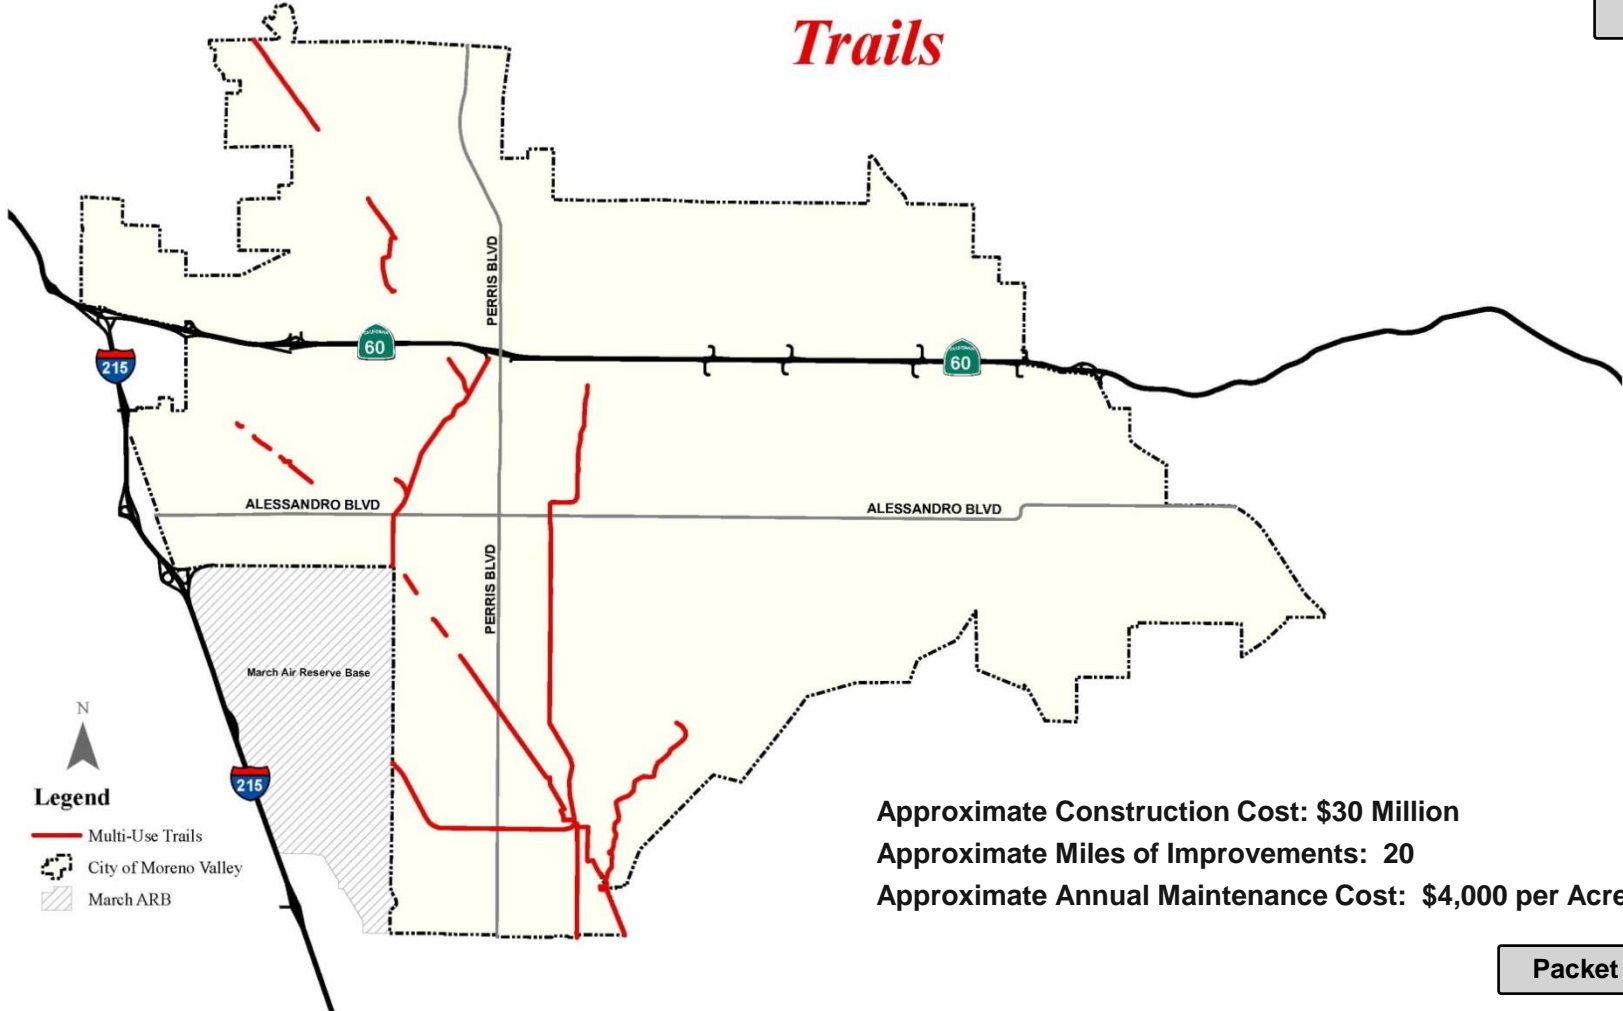 Trails
PERRIS BLVD
CALIFORNIA
60
CALIFORNIA
60
215
ALESSANDRO BLVD
ALESSANDRO BLVD
PERRIS BLVD
March Air Reserve Base
N
215
Legend
Multi-Use Trails
City of Moreno Valley
March ARB
Approximate Construction Cost: $30 Million
Approximate Miles of Improvements: 20
Approximate Annual Maintenance Cost: $4,000 per Acre
Packet